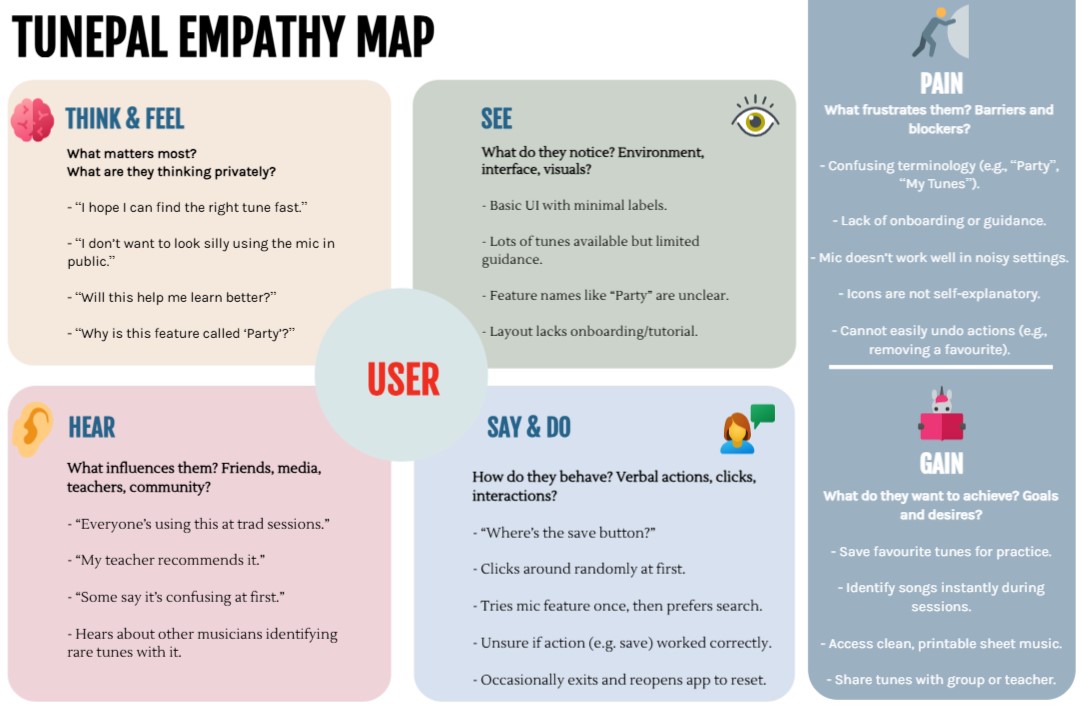 TUNEPAL EMPATHY MAP
THINK & FEEL
What matters most?
What are they thinking privately?
- “I hope I can find the right tune fast.”
- “I don’t want to look silly using the mic in
public.”
- “Will this help me learn better?”
- “Why is this feature called ‘Party’?”
SEE
What do they notice? Environment,
interface, visuals?
- Basic UI with minimal labels.
- Lots of tunes available but limited
guidance.
- Feature names like “Party” are unclear.
- Layout lacks onboarding/tutorial.
USER
HEAR
What influences them? Friends, media,
teachers, community?
- “Everyone’s using this at trad sessions.”
- “My teacher recommends it.”
- “Some say it’s confusing at first.”
- Hears about other musicians identifying
rare tunes with it.
SAY & DO
How do they behave? Verbal actions, clicks,
interactions?
- “Where’s the save button?”
- Clicks around randomly at first.
- Tries mic feature once, then prefers search.
- Unsure if action (e.g. save) worked correctly.
- Occasionally exits and reopens app to reset.
PAIN
What frustrates them? Barriers and
blockers?
- Confusing terminology (e.g., “Party”,
“My Tunes”).
- Lack of onboarding or guidance.
- Mic doesn’t work well in noisy settings.
- Icons are not self-explanatory.
- Cannot easily undo actions (e.g.,
removing a favourite).
GAIN
What do they want to achieve? Goals
and desires?
- Save favourite tunes for practice.
- Identify songs instantly during
sessions.
- Access clean, printable sheet music.
- Share tunes with group or teacher.